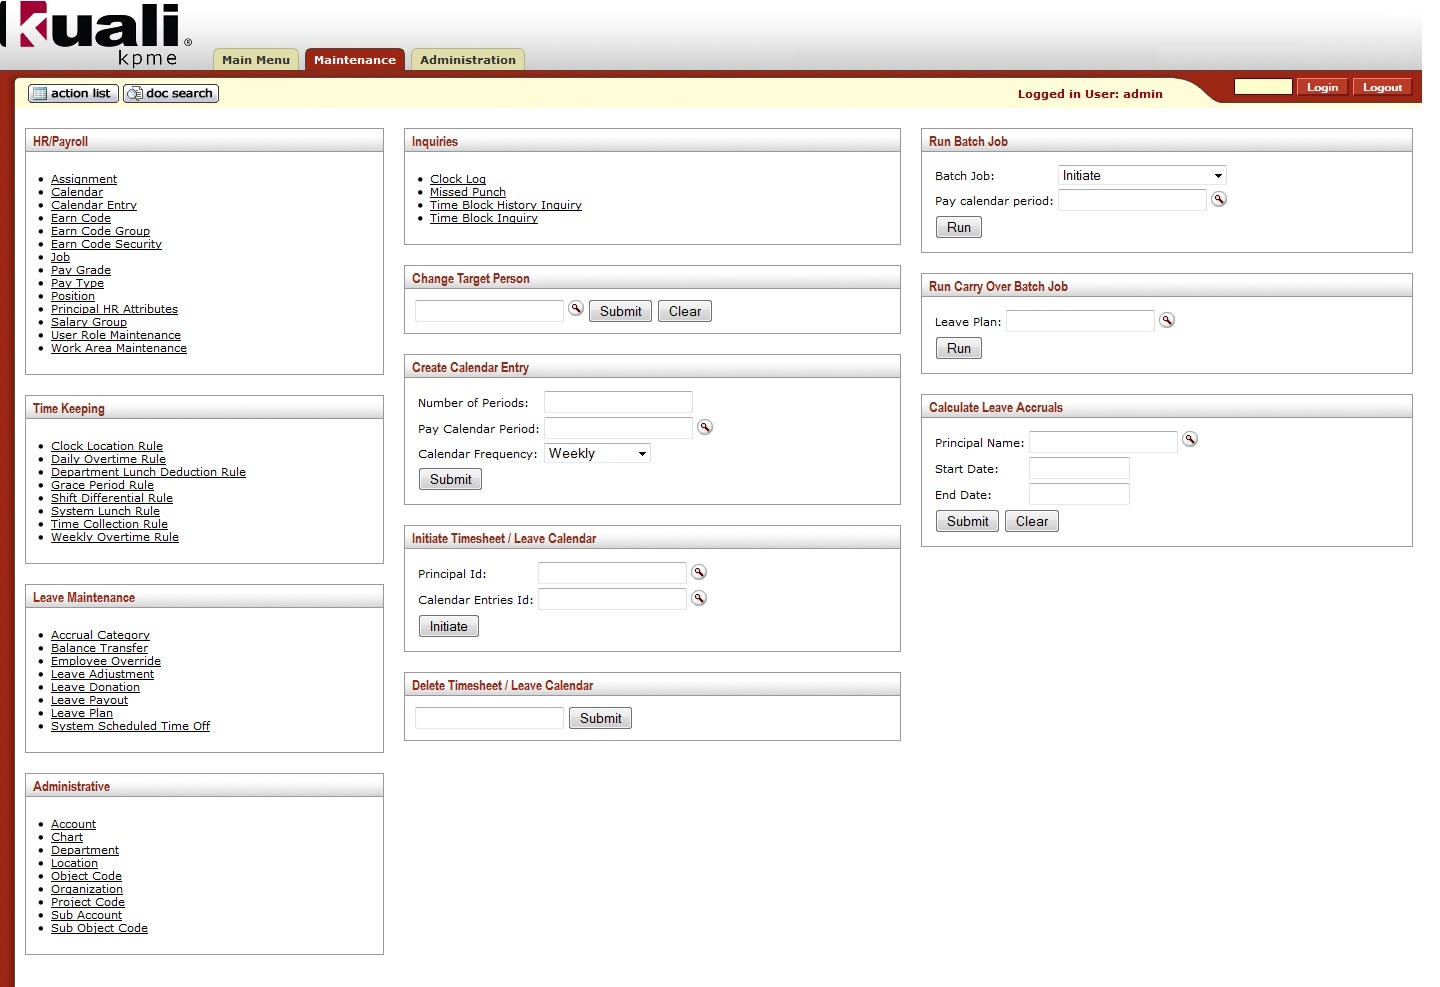 kuali®
kpme
Main Menu Maintenance Administration
action list doc search Logged in User: admin Login Logout
HR/Payroll
Assignment
Calendar
Calendar Entry
Earn Code
Earn Code Group
Earn Code Security
Job
Pay Grade
Pay Type
Position
Principal HR Attributes
Salary Group
User Role Maintenance
Work Area Maintenance
Time Keeping
Clock Location Rule
Daily Overtime Rule
Department Lunch Deduction Rule
Grace Period Rule
Shift Differential Rule
System Lunch Rule
Time Collection Rule
Weekly Overtime Rule
Leave Maintenance
Accrual Category
Balance Transfer
Employee Override
Leave Adjustment
Leave Donation
Leave Payout
Leave Plan
System Scheduled Time Off
Administrative
Account
Chart
Department
Location
Object Code
Organization
Project Code
Sub Account
Sub Object Code
Inquiries
Clock Log
Missed Punch
Time Block History Inquiry
Time Block Inquiry
Change Target Person
Submit Clear
Create Calendar Entry
Number of Periods:
Pay Calendar Period:
Calendar Frequency: Weekly
Submit
Initiate Timesheet / Leave Calendar
Principal Id:
Calendar Entries Id:
Initiate
Delete Timesheet / Leave Calendar
Submit
Run Batch Job
Batch Job: Initiate
Pay calendar period:
Run
Run Carry Over Batch Job
Leave Plan:
Run
Calculate Leave Accruals
Principal Name:
Start Date:
End Date:
Submit Clear